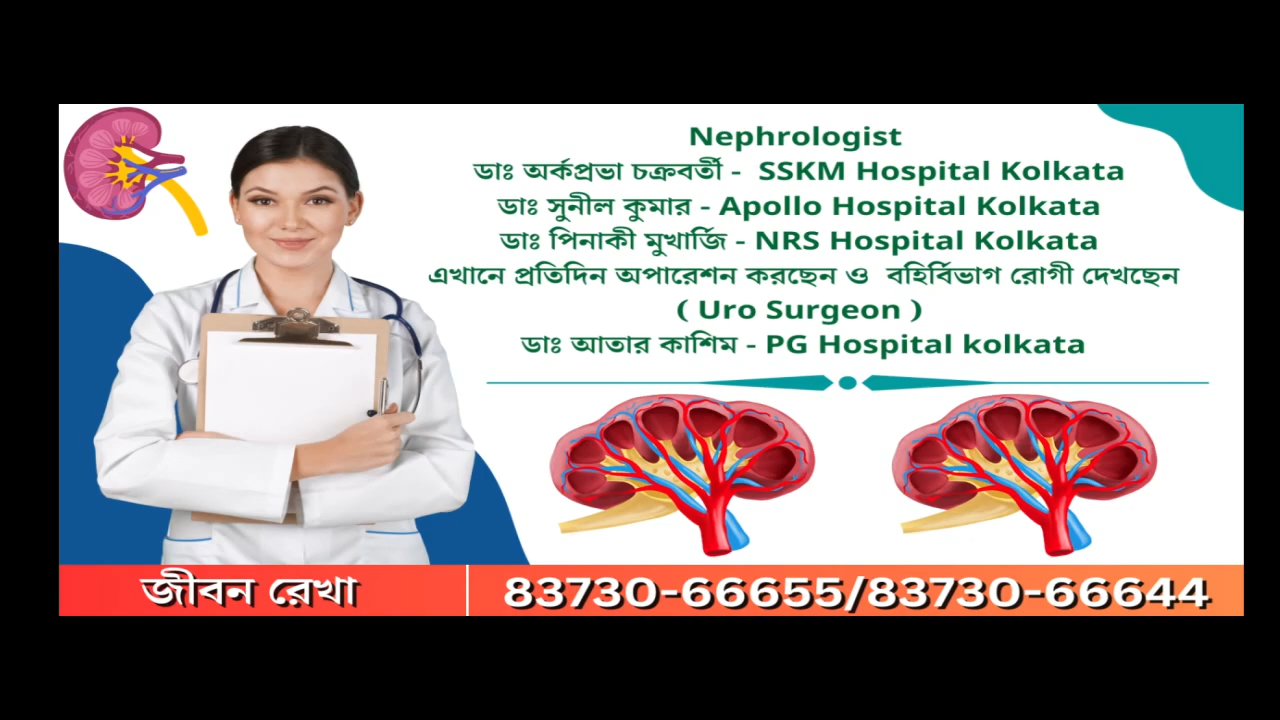 Nephrologist
ডাঃ অর্কপ্রভা চক্রবর্তী - SSKM Hospital Kolkata
ডাঃ সুনীল কুমার - Apollo Hospital Kolkata
ডাঃ পিনাকী মুখার্জি - NRS Hospital Kolkata
এখানে প্রতিদিন অপারেশন করছেন ও বহির্বিভাগ রোগী দেখছেন
( Uro Surgeon )
ডাঃ আতার কাশিম - PG Hospital kolkata
জীবন রেখা
83730-66655/83730-66644